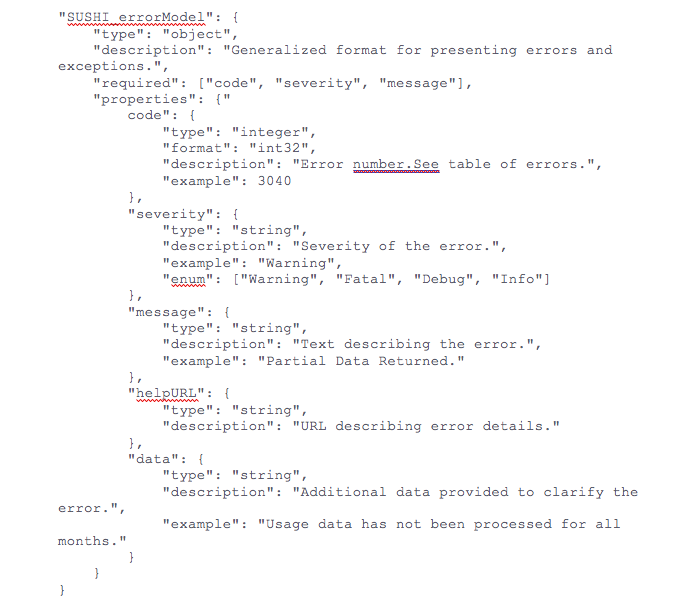 "SUSHI_errorModel": {
"type": "object",
"description": "Generalized format for presenting errors and
exceptions.",
"required": ["code", "severity", "message"],
"properties": {"
code": {
"type": "integer",
"format": "int32",
"description": "Error number.See table of errors.",
"example": 3040
},
"severity": {
"type": "string",
"description": "Severity of the error.",
"example": "Warning",
"enum": ["Warning", "Fatal", "Debug", "Info"]
},
"message": {
"type": "string",
"description": "Text describing the error.",
"example": "Partial Data Returned."
},
"helpURL": {
"type": "string",
"description": "URL describing error details."
},
"data": {
"type": "string",
"description": "Additional data provided to clarify the
error.",
"example": "Usage data has not been processed for all
months."
}
}
}